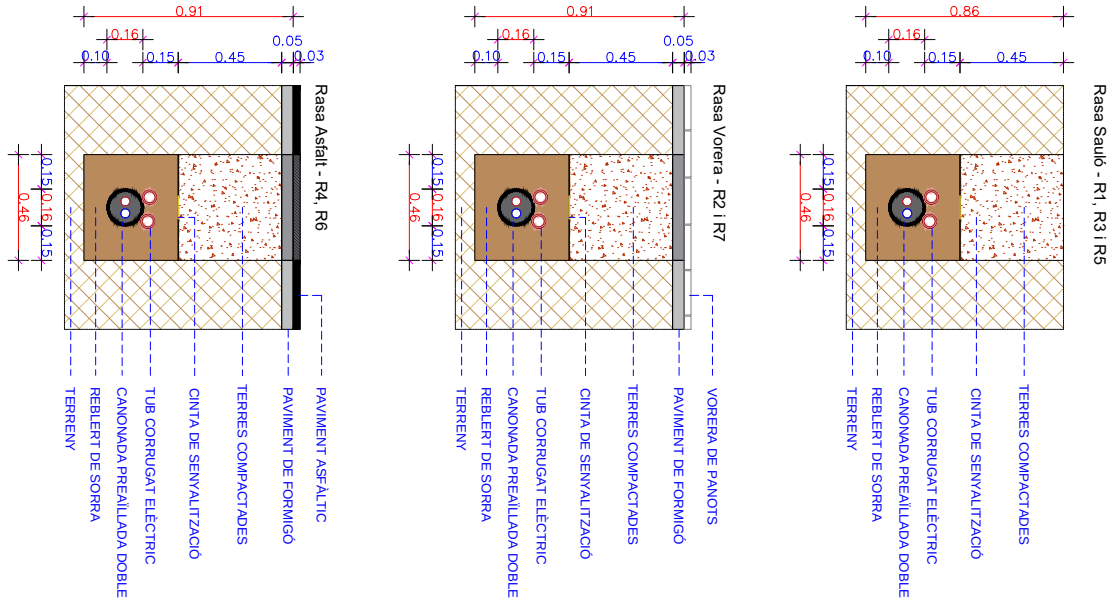 Rasa Sauló - R1, R3 i R5
0.86
0.16
0.10
0.15
0.45
0.15
0.16
0.15
0.46
TERRES COMPACTADES
CINTA DE SENYALITZACIÓ
TUB CORRUGAT ELÈCTRIC
CANONADA PREAÏLLADA DOBLE
REBLERT DE SORRA
TERRENY
Rasa Vorera - R2 i R7
0.91
0.05
0.16
0.10
0.15
0.45
0.03
0.15
0.16
0.15
0.46
VORERA DE PANOTS
PAVIMENT DE FORMIGÓ
TERRES COMPACTADES
CINTA DE SENYALITZACIÓ
TUB CORRUGAT ELÈCTRIC
CANONADA PREAÏLLADA DOBLE
REBLERT DE SORRA
TERRENY
Rasa Asfalt - R4, R6
0.91
0.05
0.16
0.10
0.15
0.45
0.03
0.15
0.16
0.15
0.46
PAVIMENT ASFÀLTIC
PAVIMENT DE FORMIGÓ
TERRES COMPACTADES
CINTA DE SENYALITZACIÓ
TUB CORRUGAT ELÈCTRIC
CANONADA PREAÏLLADA DOBLE
REBLERT DE SORRA
TERRENY